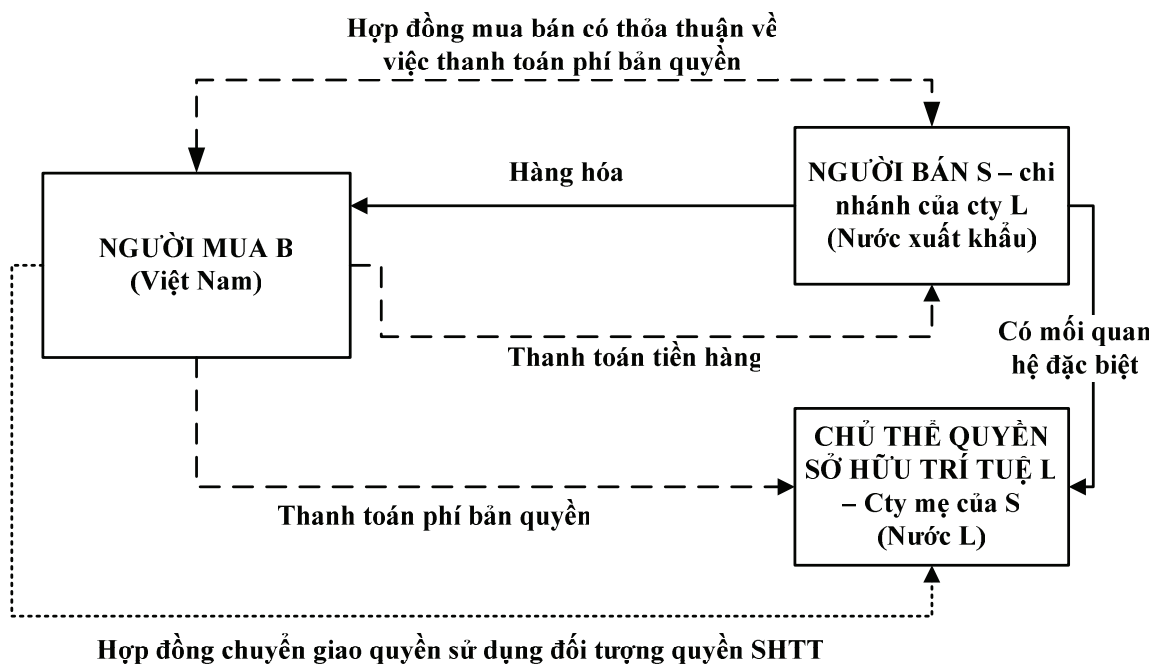 Hợp đồng mua bán có thỏa thuận về
việc thanh toán phí bản quyền
Hàng hóa
NGƯỜI BÁN S – chi
nhánh của cty L
(Nước xuất khẩu)
NGƯỜI MUA B
(Việt Nam)
Thanh toán tiền hàng
Có mối quan
hệ đặc biệt
CHỦ THỂ QUYỀN
SỞ HỮU TRÍ TUỆ L
– Cty mẹ của S
(Nước L)
Thanh toán phí bản quyền
Hợp đồng chuyển giao quyền sử dụng đối tượng quyền SHTT